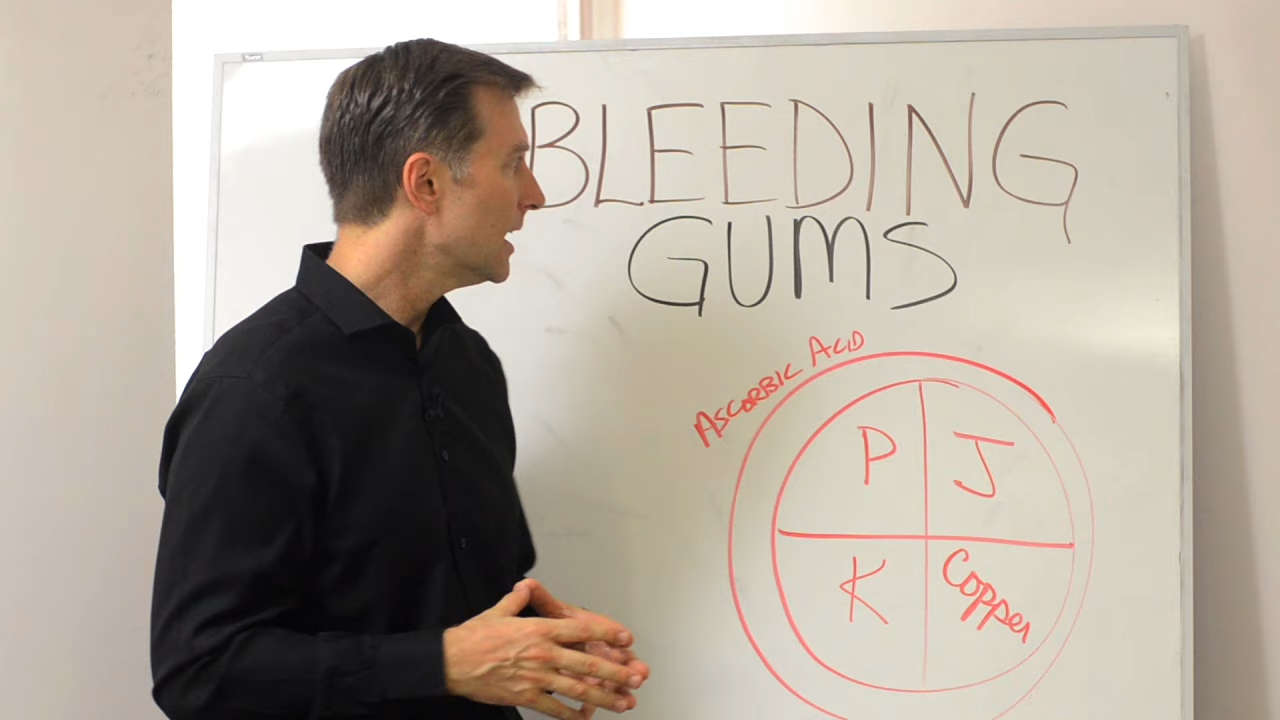 BLEEDING
GUMS
ASCORBIC ACID
P J
K Copper